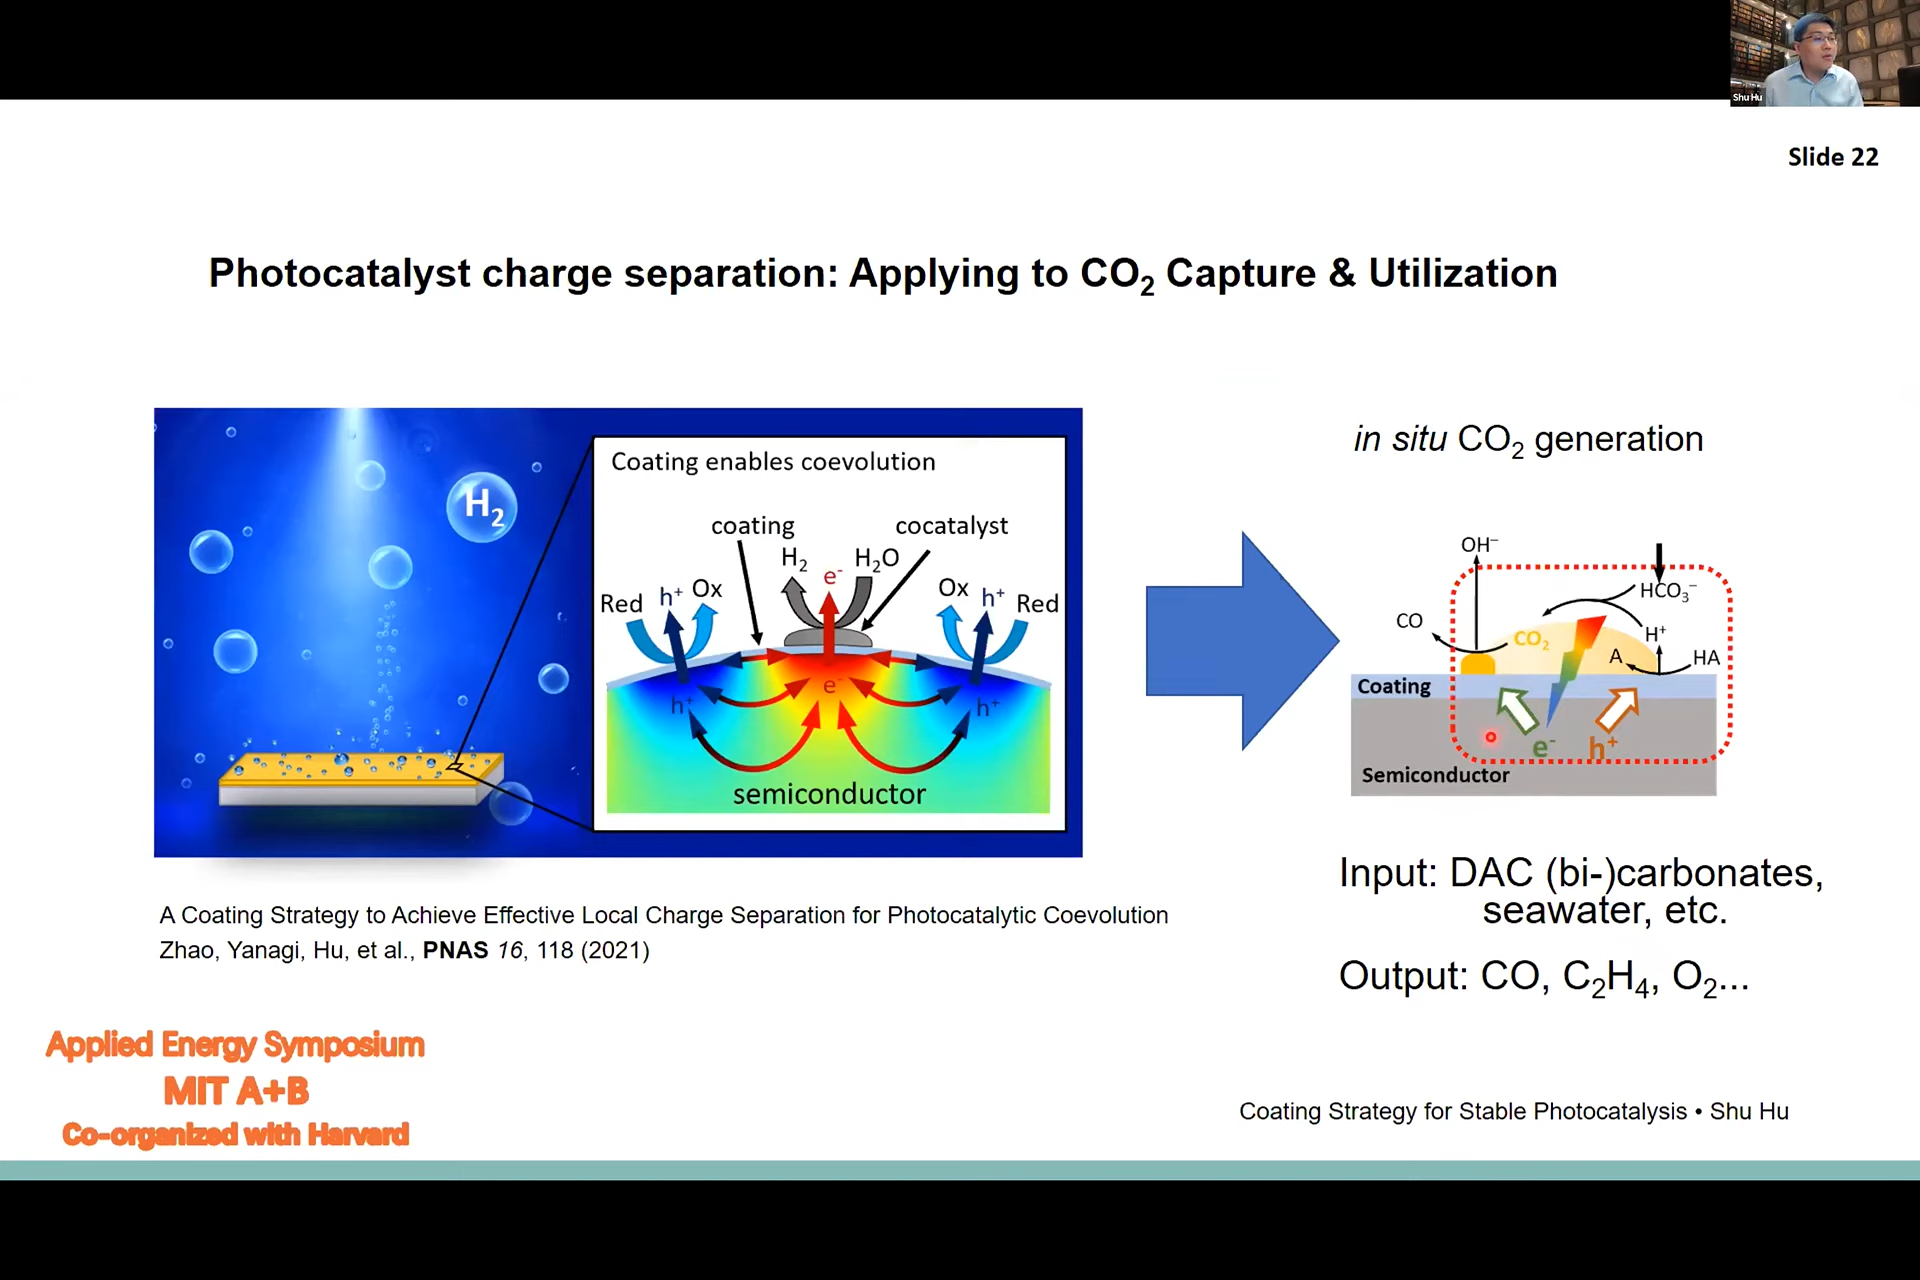 Shu Hu
Slide 22
Photocatalyst charge separation: Applying to CO₂ Capture & Utilization
H₂
Coating enables coevolution
coating
cocatalyst
H₂
H₂O
e⁻
Red
h⁺
Ox
Ox
h⁺
Red
e⁻
h⁺
h⁺
semiconductor
in situ CO₂ generation
OH⁻
HCO₃⁻
CO
CO₂
H⁺
A
HA
Coating
e⁻
h⁺
Semiconductor
Input: DAC (bi-)carbonates,
seawater, etc.
Output: CO, C₂H₄, O₂...
A Coating Strategy to Achieve Effective Local Charge Separation for Photocatalytic Coevolution
Zhao, Yanagi, Hu, et al., PNAS 16, 118 (2021)
Applied Energy Symposium
MIT A+B
Co-organized with Harvard
Coating Strategy for Stable Photocatalysis • Shu Hu